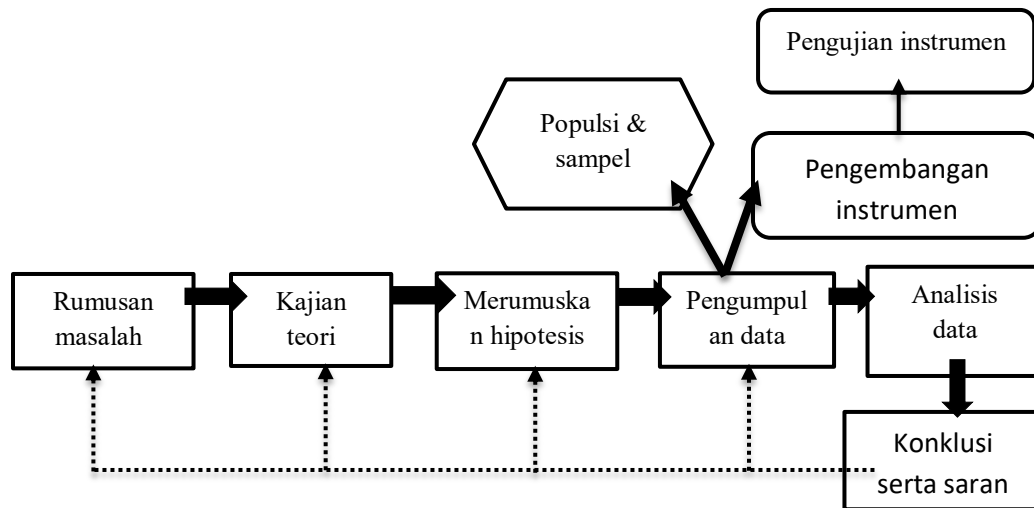 Pengujian instrumen
Populsi &
sampel
Pengembangan
instrumen
Rumusan
masalah
Kajian
teori
Merumuska
n hipotesis
Pengumpul
an data
Analisis
data
Konklusi
serta saran